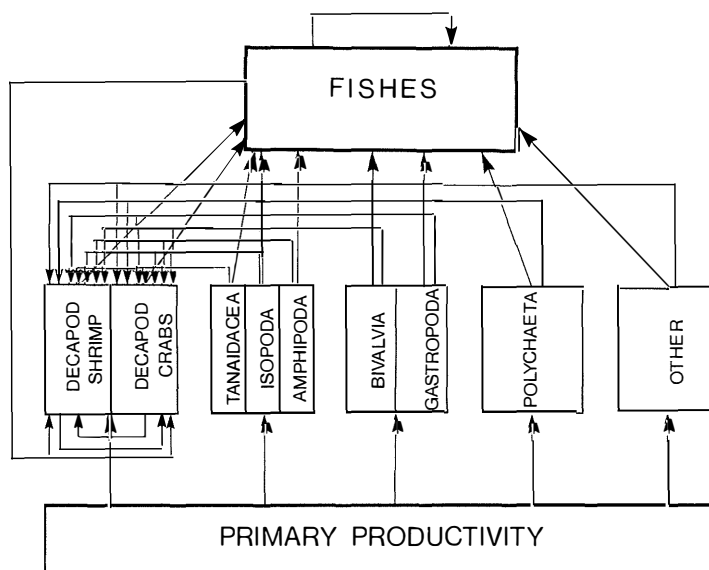 FISHES
DECAPOD
SHRIMP
DECAPOD
CRABS
TANAIDACEA
ISOPODA
AMPHIPODA
BIVALVIA
GASTROPODA
POLYCHAETA
OTHER
PRIMARY PRODUCTIVITY